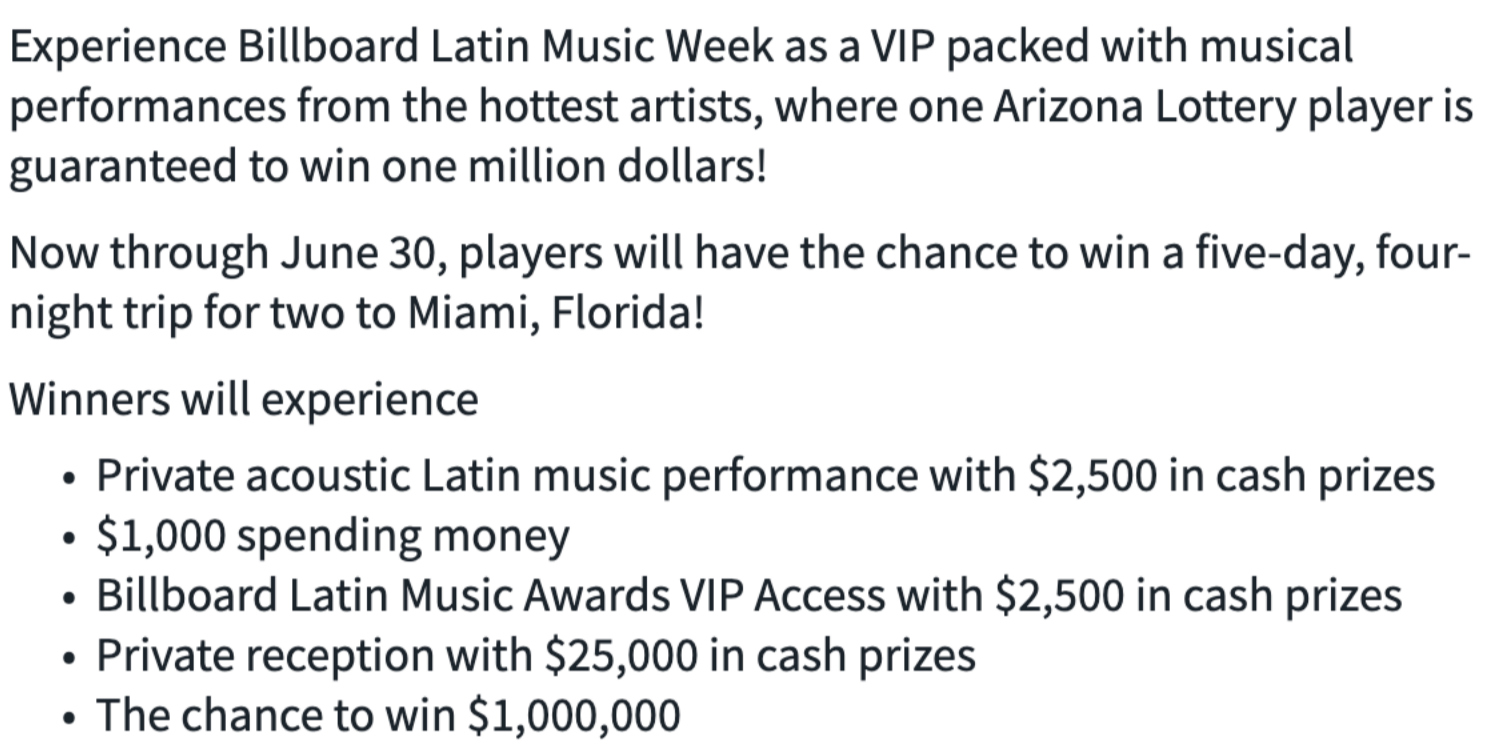 Experience Billboard Latin Music Week as a VIP packed with musical
performances from the hottest artists, where one Arizona Lottery player is
guaranteed to win one million dollars!
Now through June 30, players will have the chance to win a five-day, four-
night trip for two to Miami, Florida!
Winners will experience
• Private acoustic Latin music performance with $2,500 in cash prizes
• $1,000 spending money
• Billboard Latin Music Awards VIP Access with $2,500 in cash prizes
• Private reception with $25,000 in cash prizes
• The chance to win $1,000,000